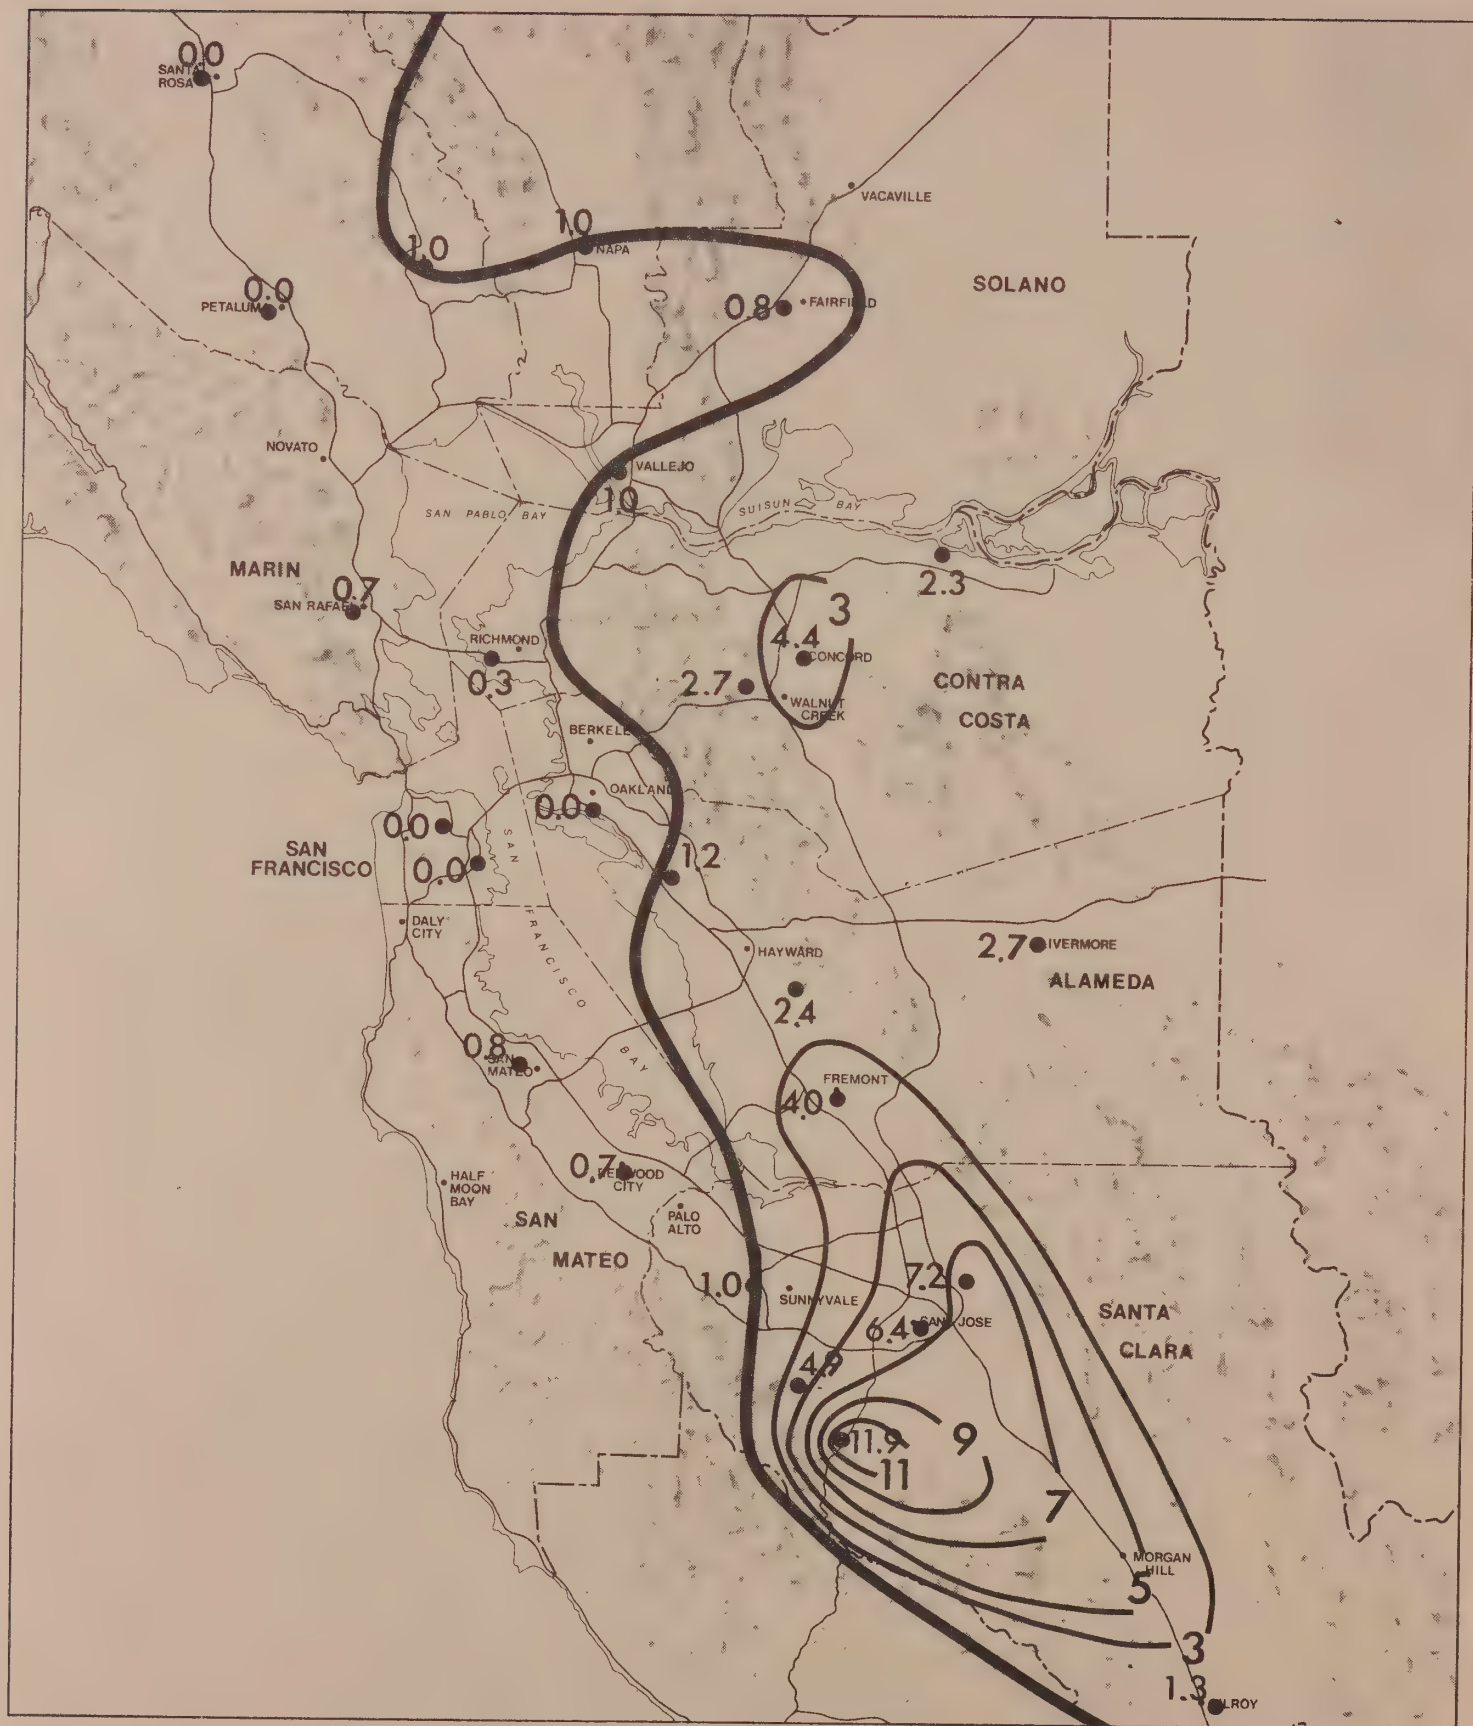 0.0
SANTA
ROSA
VACAVILLE
1.0
1.0
NAPA
SOLANO
0.0
PETALUMA
0.8
FAIRFIELD
NOVATO
VALLEJO
1.0
SAN PABLO BAY
SUISUN BAY
MARIN
0.7
SAN RAFAEL
2.3
3
4.4
CONCORD
RICHMOND
0.3
2.7
WALNUT
CREEK
CONTRA
COSTA
BERKELEY
OAKLAND
0.0
0.0
SAN
FRANCISCO
0.0
1.2
SAN FRANCISCO BAY
DALY
CITY
HAYWARD
2.7
LIVERMORE
ALAMEDA
2.4
0.8
SAN
MATEO
FREMONT
4.0
0.7
REDWOOD
CITY
HALF
MOON
BAY
PALO
ALTO
SAN
MATEO
1.0
SUNNYVALE
7.2
SANTA
CLARA
6.4
SAN JOSE
4.9
11.9
9
11
7
MORGAN
HILL
5
3
1.3
GILROY